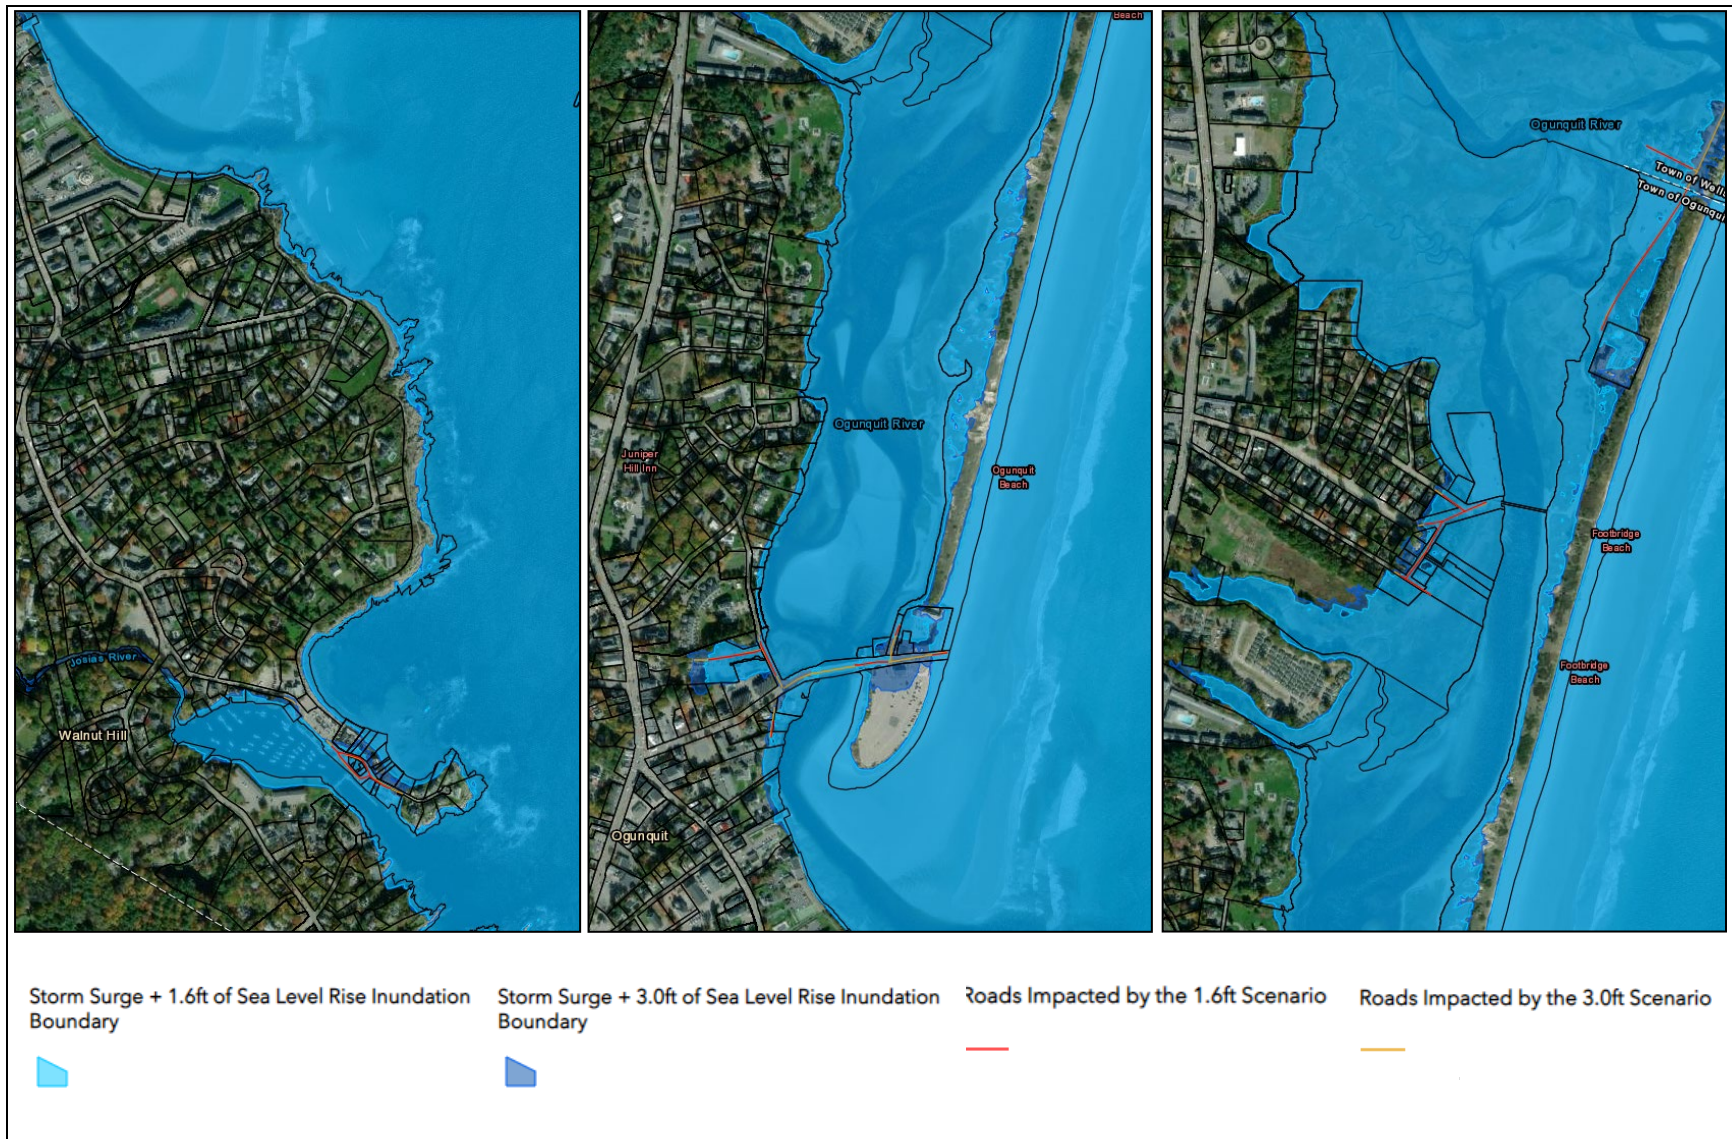 Josias River
Walnut Hill
Beach
Ogunquit River
Juniper
Hill Inn
Ogunquit
Beach
Ogunquit
Ogunquit River
Town of Wells
Town of Ogunqui
Footbridge
Beach
Footbridge
Beach
Storm Surge + 1.6ft of Sea Level Rise Inundation
Boundary
Storm Surge + 3.0ft of Sea Level Rise Inundation
Boundary
Roads Impacted by the 1.6ft Scenario
Roads Impacted by the 3.0ft Scenario